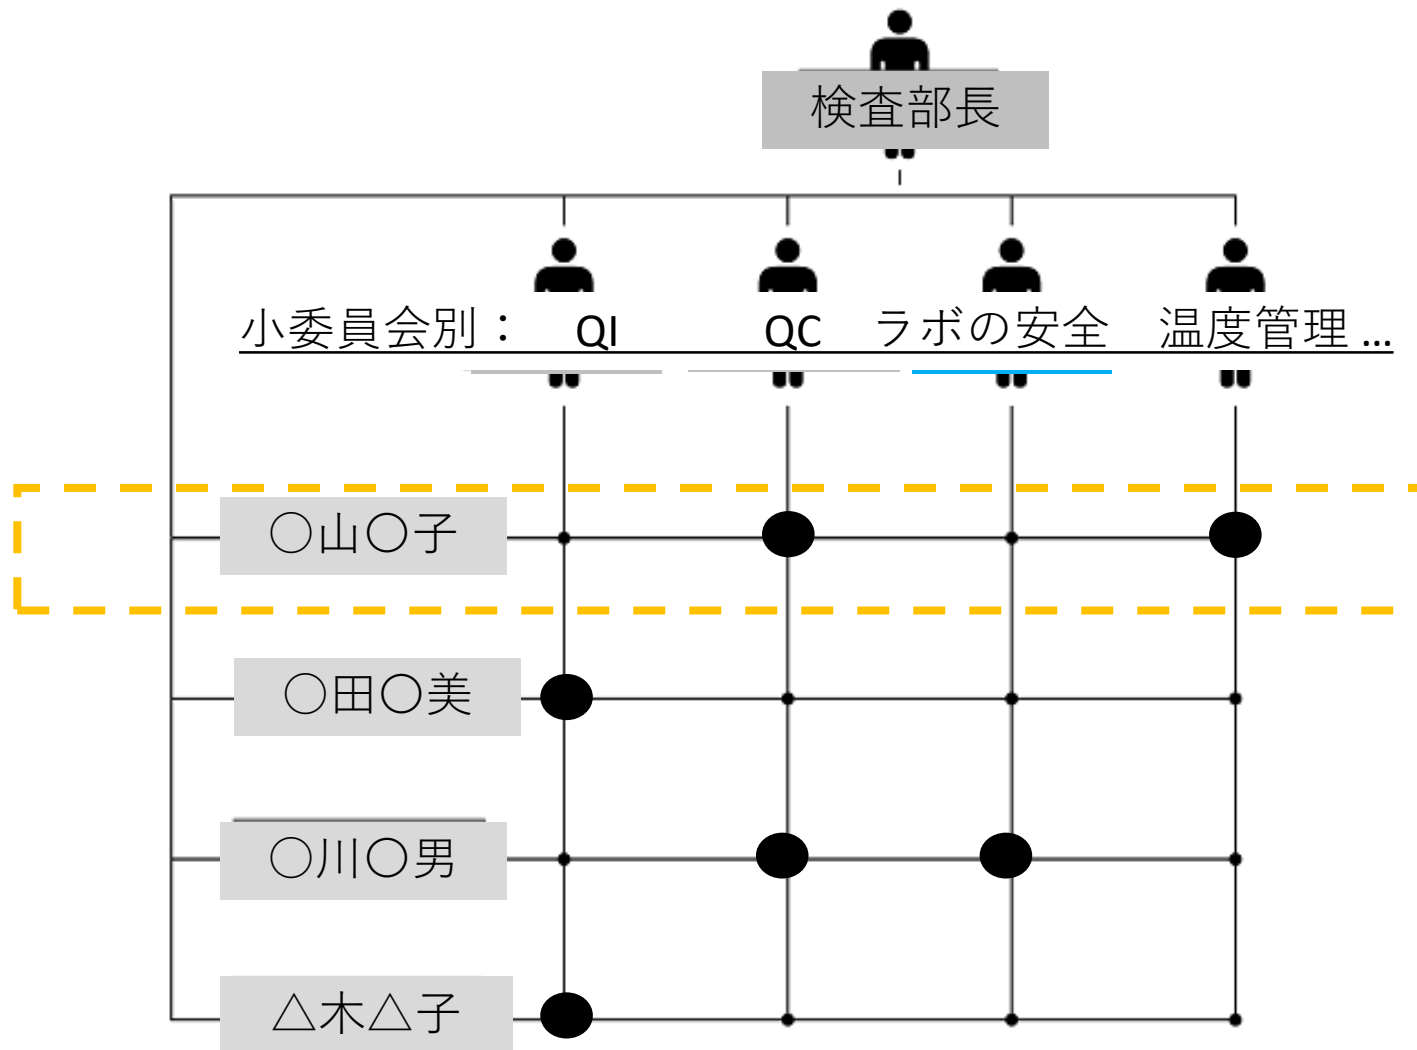 検査部長
小委員会別： QI QC ラボの安全 温度管理 ...
〇山〇子
〇田〇美
〇川〇男
△木△子